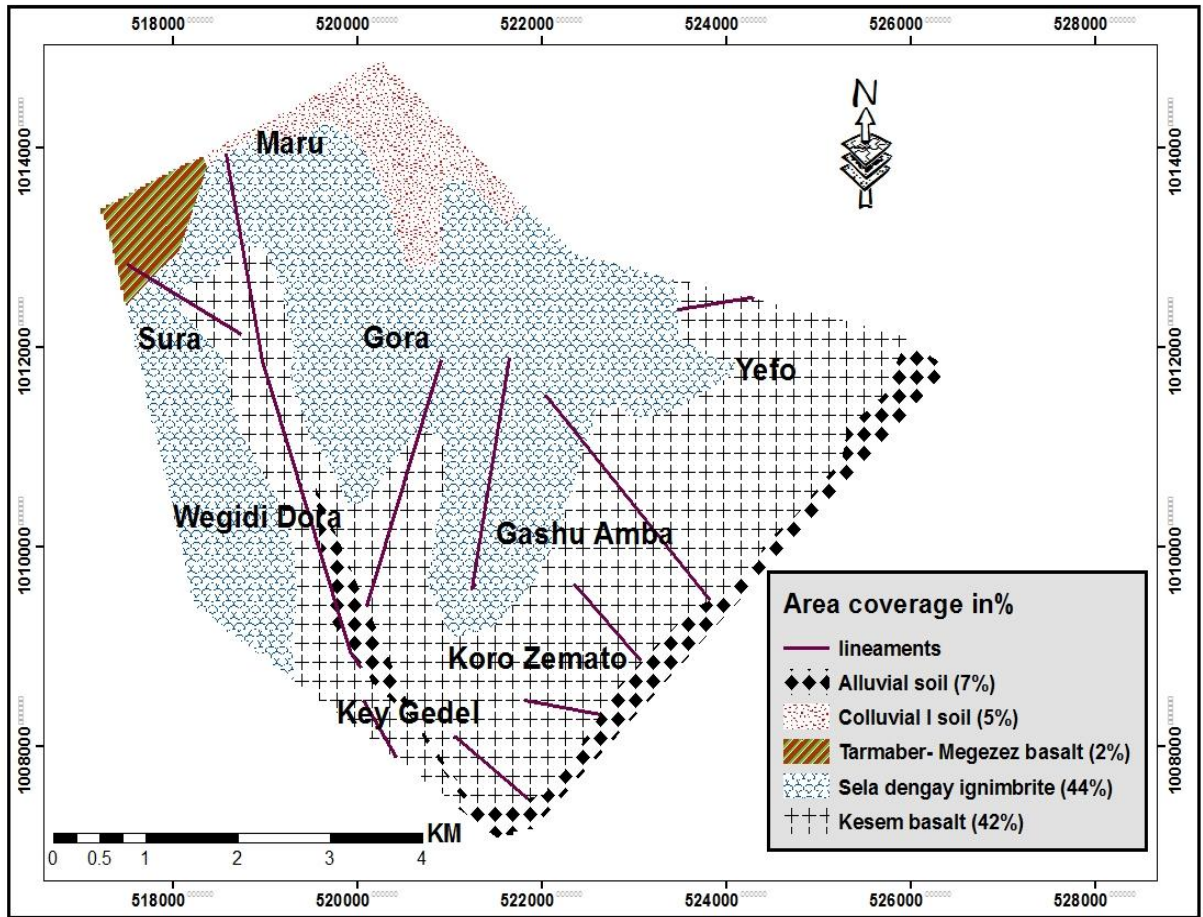 518000 520000 522000 524000 526000 528000
N
1014000 1014000
Maru
1012000 1012000
Sura Gora Yefo
1010000 1010000
Wegidi Dora Gashu Amba
Koro Zemato
Key Gedel
1008000 1008000
Area coverage in%
lineaments
Alluvial soil (7%)
Colluvial l soil (5%)
Tarmaber- Megezez basalt (2%)
Sela dengay ignimbrite (44%)
Kesem basalt (42%)
KM
0 0.5 1 2 3 4
518000 520000 522000 524000 526000 528000